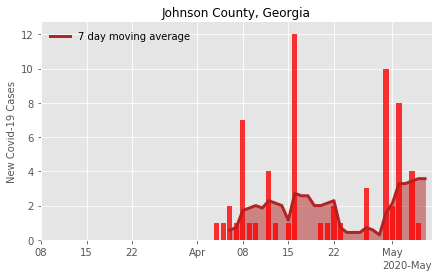 Johnson County, Georgia
7 day moving average
New Covid-19 Cases
12
10
8
6
4
2
0
08 15 22 Apr 08 15 22 May
2020-May